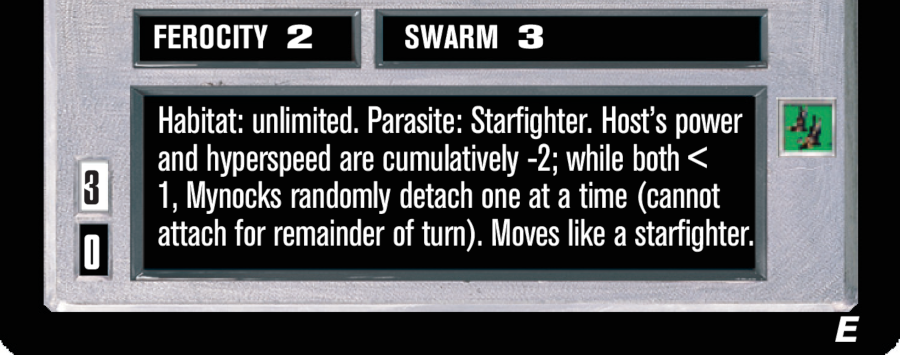 FEROCITY 2 SWARM 3
Habitat: unlimited. Parasite: Starfighter. Host's power
and hyperspeed are cumulatively -2; while both <
1, Mynocks randomly detach one at a time (cannot
attach for remainder of turn). Moves like a starfighter.
3
0
E